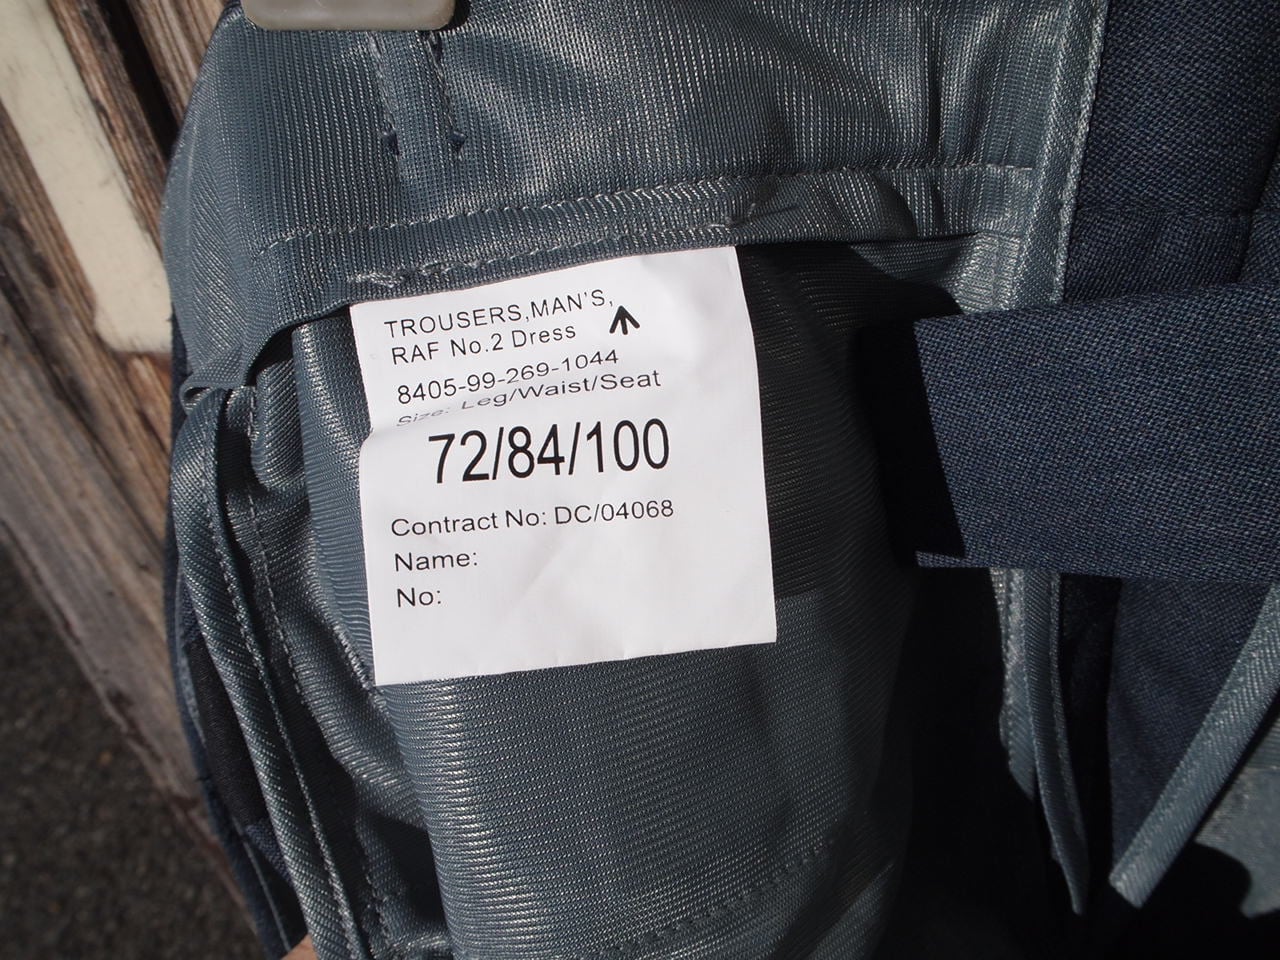 TROUSERS,MAN'S,
RAF No.2 Dress
8405-99-269-1044
Size: Leg/Waist/Seat
72/84/100
Contract No: DC/04068
Name:
No: